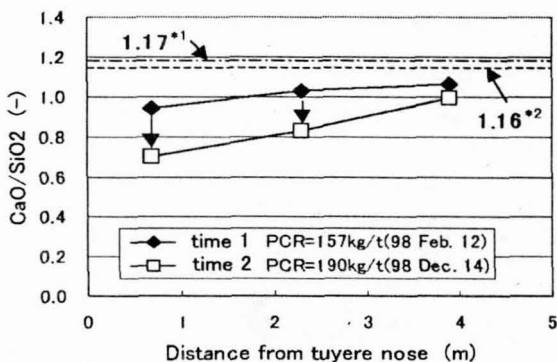 1.4
1.17*1
1.2
1.0
1.16*2
0.8
0.6
0.4
0.2
0.0
CaO/SiO2 (-)
time 1 PCR=157kg/t(98 Feb. 12)
time 2 PCR=190kg/t(98 Dec. 14)
0 1 2 3 4 5
Distance from tuyere nose (m)